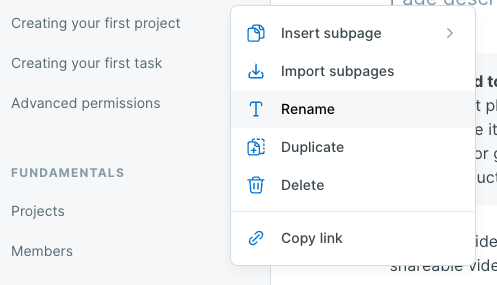 Creating your first project
Creating your first task
Advanced permissions
FUNDAMENTALS
Projects
Members
Insert subpage
Import subpages
Rename
Duplicate
Delete
Copy link
shareable